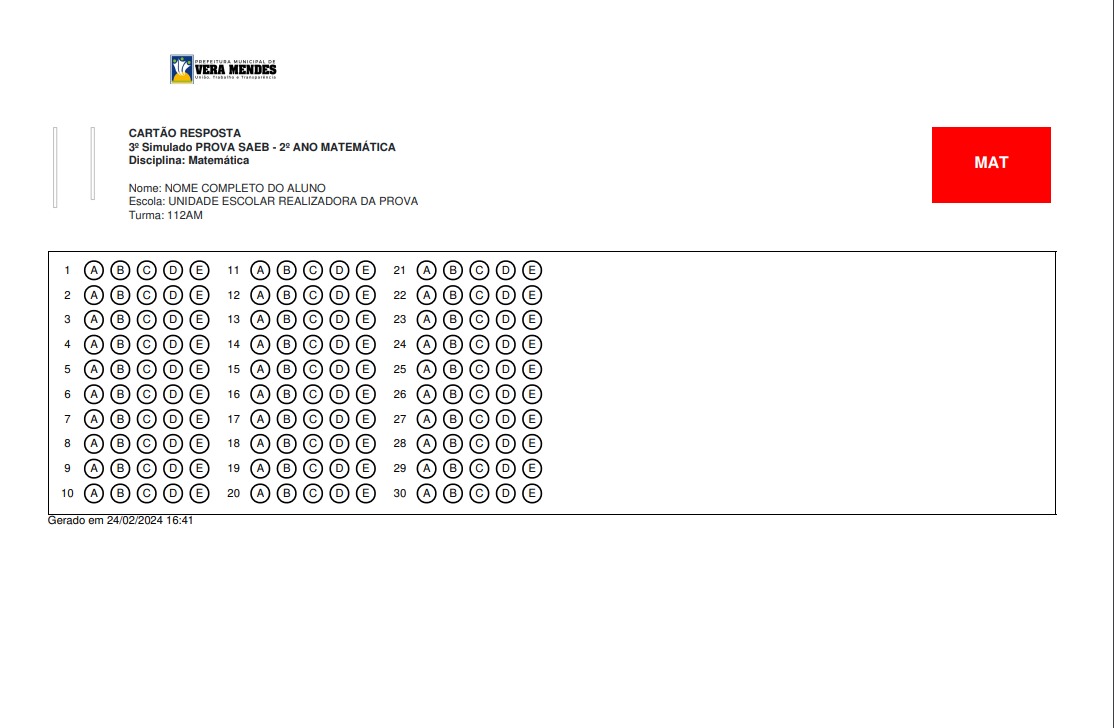 PREFEITURA MUNICIPAL DE
VERA MENDES
União, Trabalho e Transparência
CARTÃO RESPOSTA
3º Simulado PROVA SAEB - 2º ANO MATEMÁTICA
Disciplina: Matemática
MAT
Nome: NOME COMPLETO DO ALUNO
Escola: UNIDADE ESCOLAR REALIZADORA DA PROVA
Turma: 112AM
1 A B C D E 11 A B C D E 21 A B C D E
2 A B C D E 12 A B C D E 22 A B C D E
3 A B C D E 13 A B C D E 23 A B C D E
4 A B C D E 14 A B C D E 24 A B C D E
5 A B C D E 15 A B C D E 25 A B C D E
6 A B C D E 16 A B C D E 26 A B C D E
7 A B C D E 17 A B C D E 27 A B C D E
8 A B C D E 18 A B C D E 28 A B C D E
9 A B C D E 19 A B C D E 29 A B C D E
10 A B C D E 20 A B C D E 30 A B C D E
Gerado em 24/02/2024 16:41